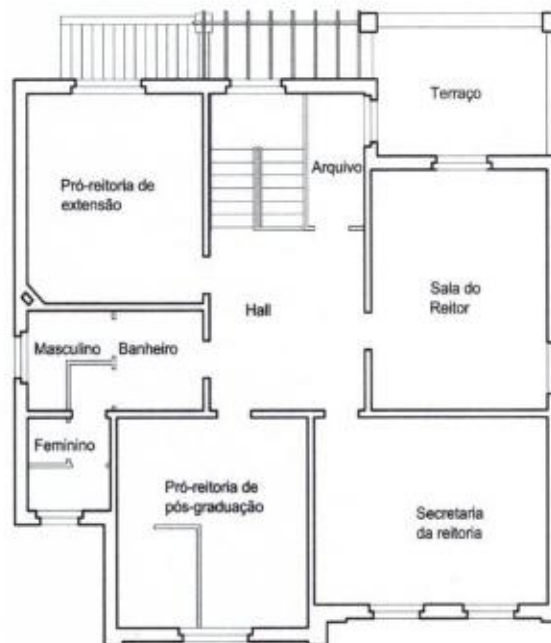 Terraço
Pró-reitoria de
extensão
Arquivo
Sala do
Reitor
Hall
Masculino
Banheiro
Feminino
Pró-reitoria de
pós-graduação
Secretaria
da reitoria